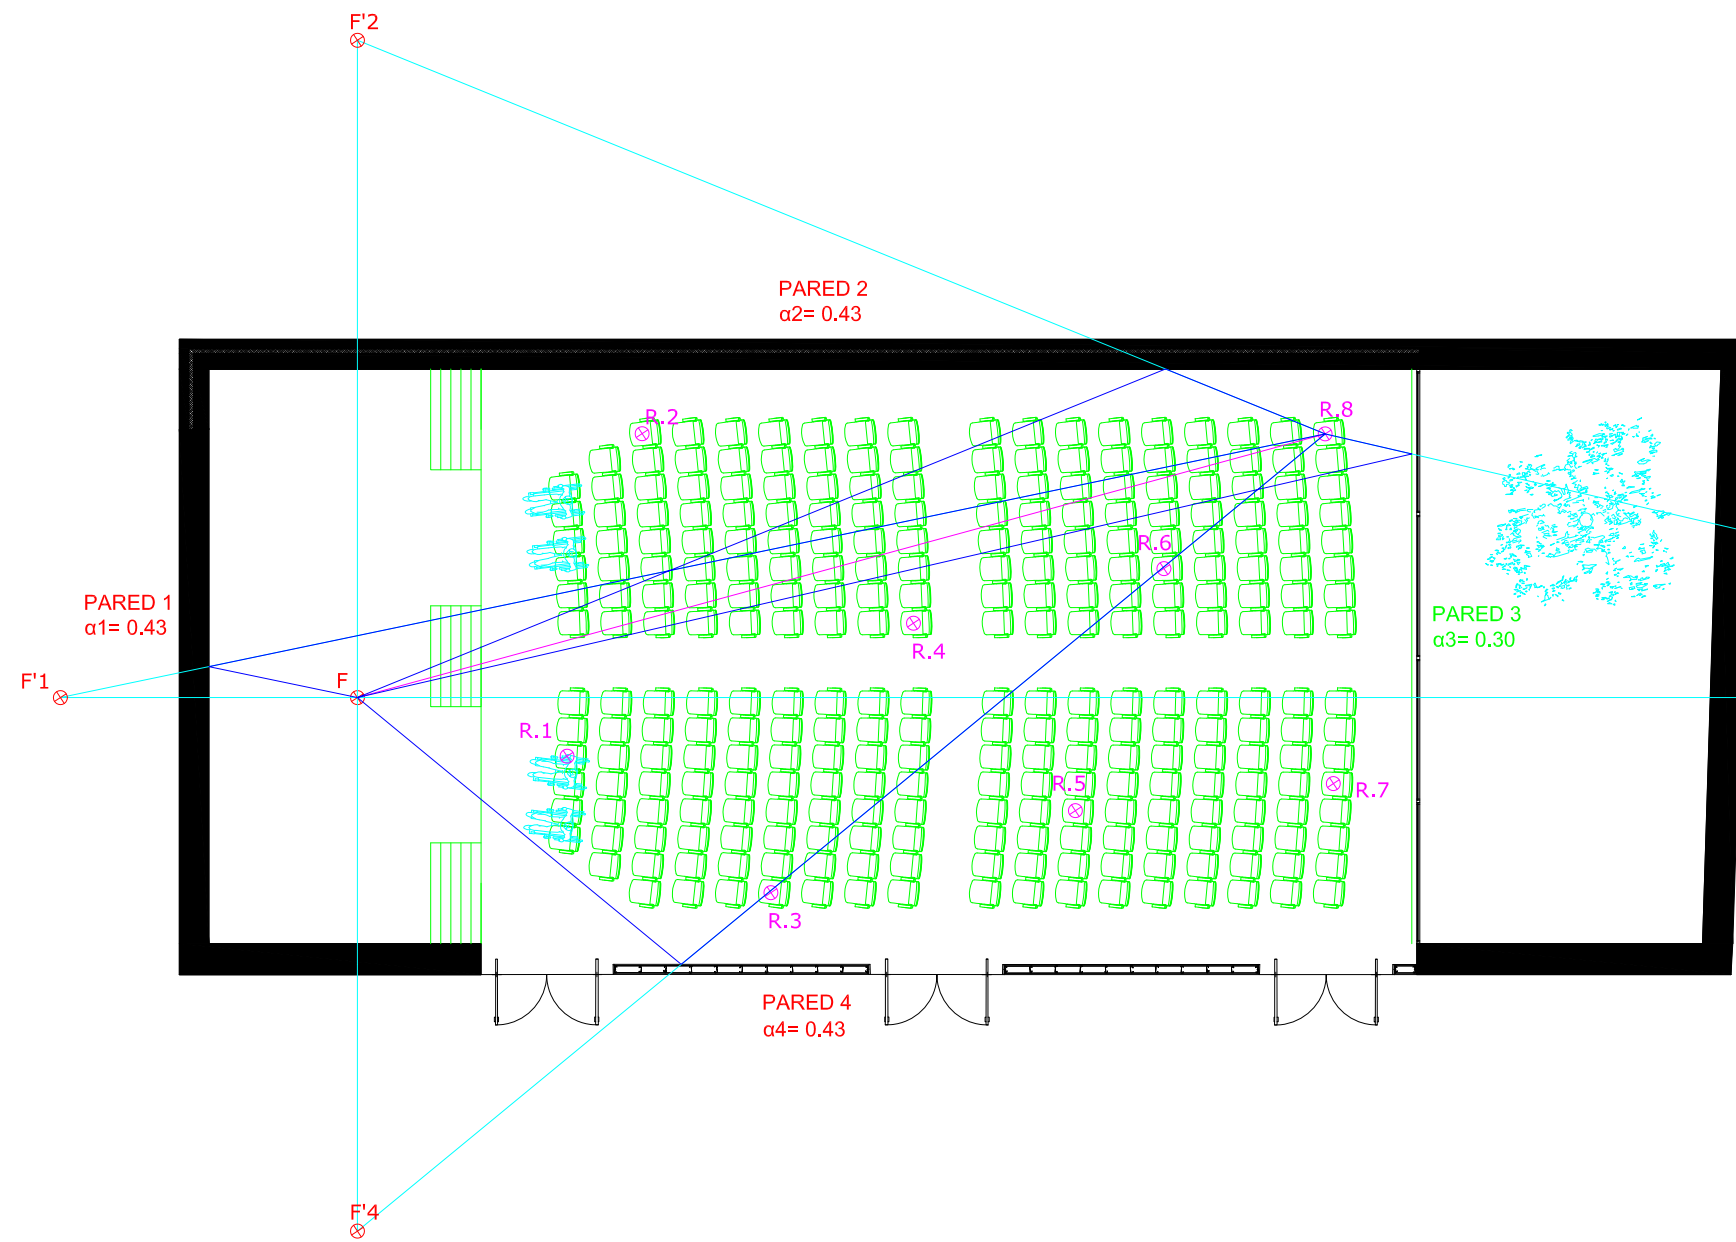 F'2
PARED 2
α2= 0.43
R.2
R.8
R.6
PARED 1
α1= 0.43
PARED 3
α3= 0.30
R.4
F'1
F
R.1
R.5
R.7
R.3
PARED 4
α4= 0.43
F'4